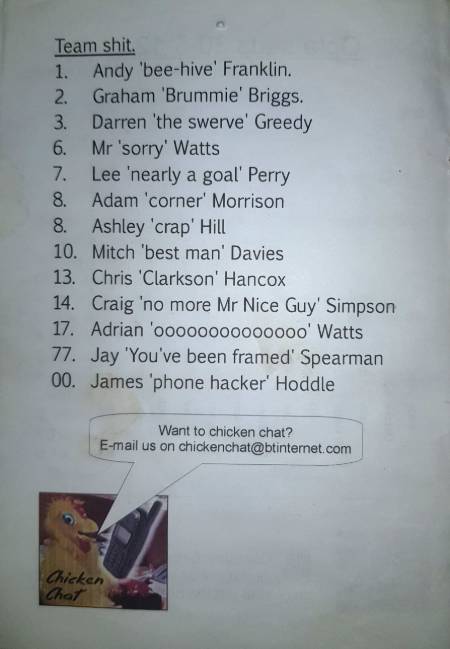 Team shit.
1. Andy 'bee-hive' Franklin.
2. Graham 'Brummie' Briggs.
3. Darren 'the swerve' Greedy
6. Mr 'sorry' Watts
7. Lee 'nearly a goal' Perry
8. Adam 'corner' Morrison
8. Ashley 'crap' Hill
10. Mitch 'best man' Davies
13. Chris 'Clarkson' Hancox
14. Craig 'no more Mr Nice Guy' Simpson
17. Adrian 'oooooooooooooo' Watts
77. Jay 'You've been framed' Spearman
00. James 'phone hacker' Hoddle
Want to chicken chat?
E-mail us on chickenchat@btinternet.com
Chicken
Chat